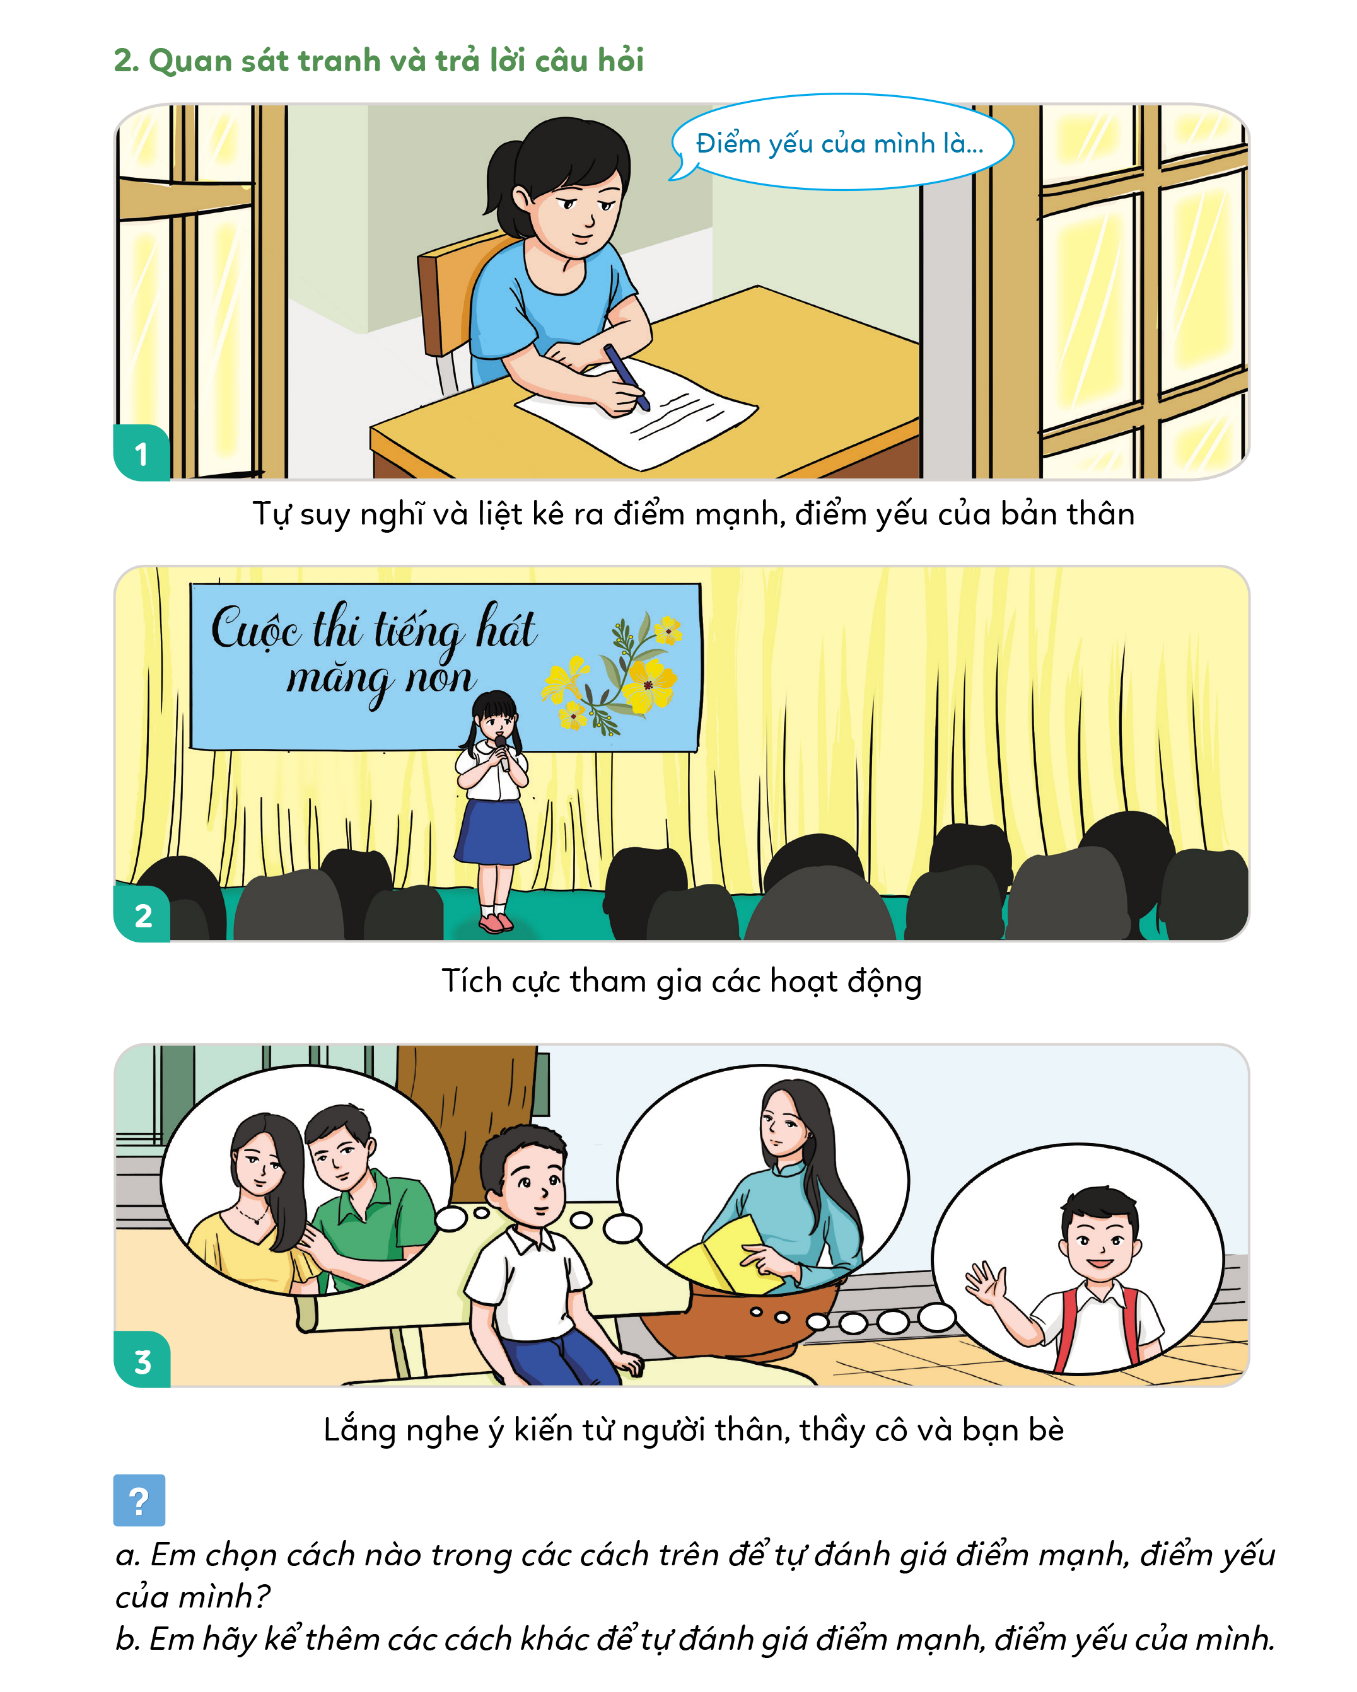 2. Quan sát tranh và trả lời câu hỏi
Điểm yếu của mình là...
1
Tự suy nghĩ và liệt kê ra điểm mạnh, điểm yếu của bản thân
Cuộc thi tiếng hát
măng non
2
Tích cực tham gia các hoạt động
3
Lắng nghe ý kiến từ người thân, thầy cô và bạn bè
?
a. Em chọn cách nào trong các cách trên để tự đánh giá điểm mạnh, điểm yếu
của mình?
b. Em hãy kể thêm các cách khác để tự đánh giá điểm mạnh, điểm yếu của mình.